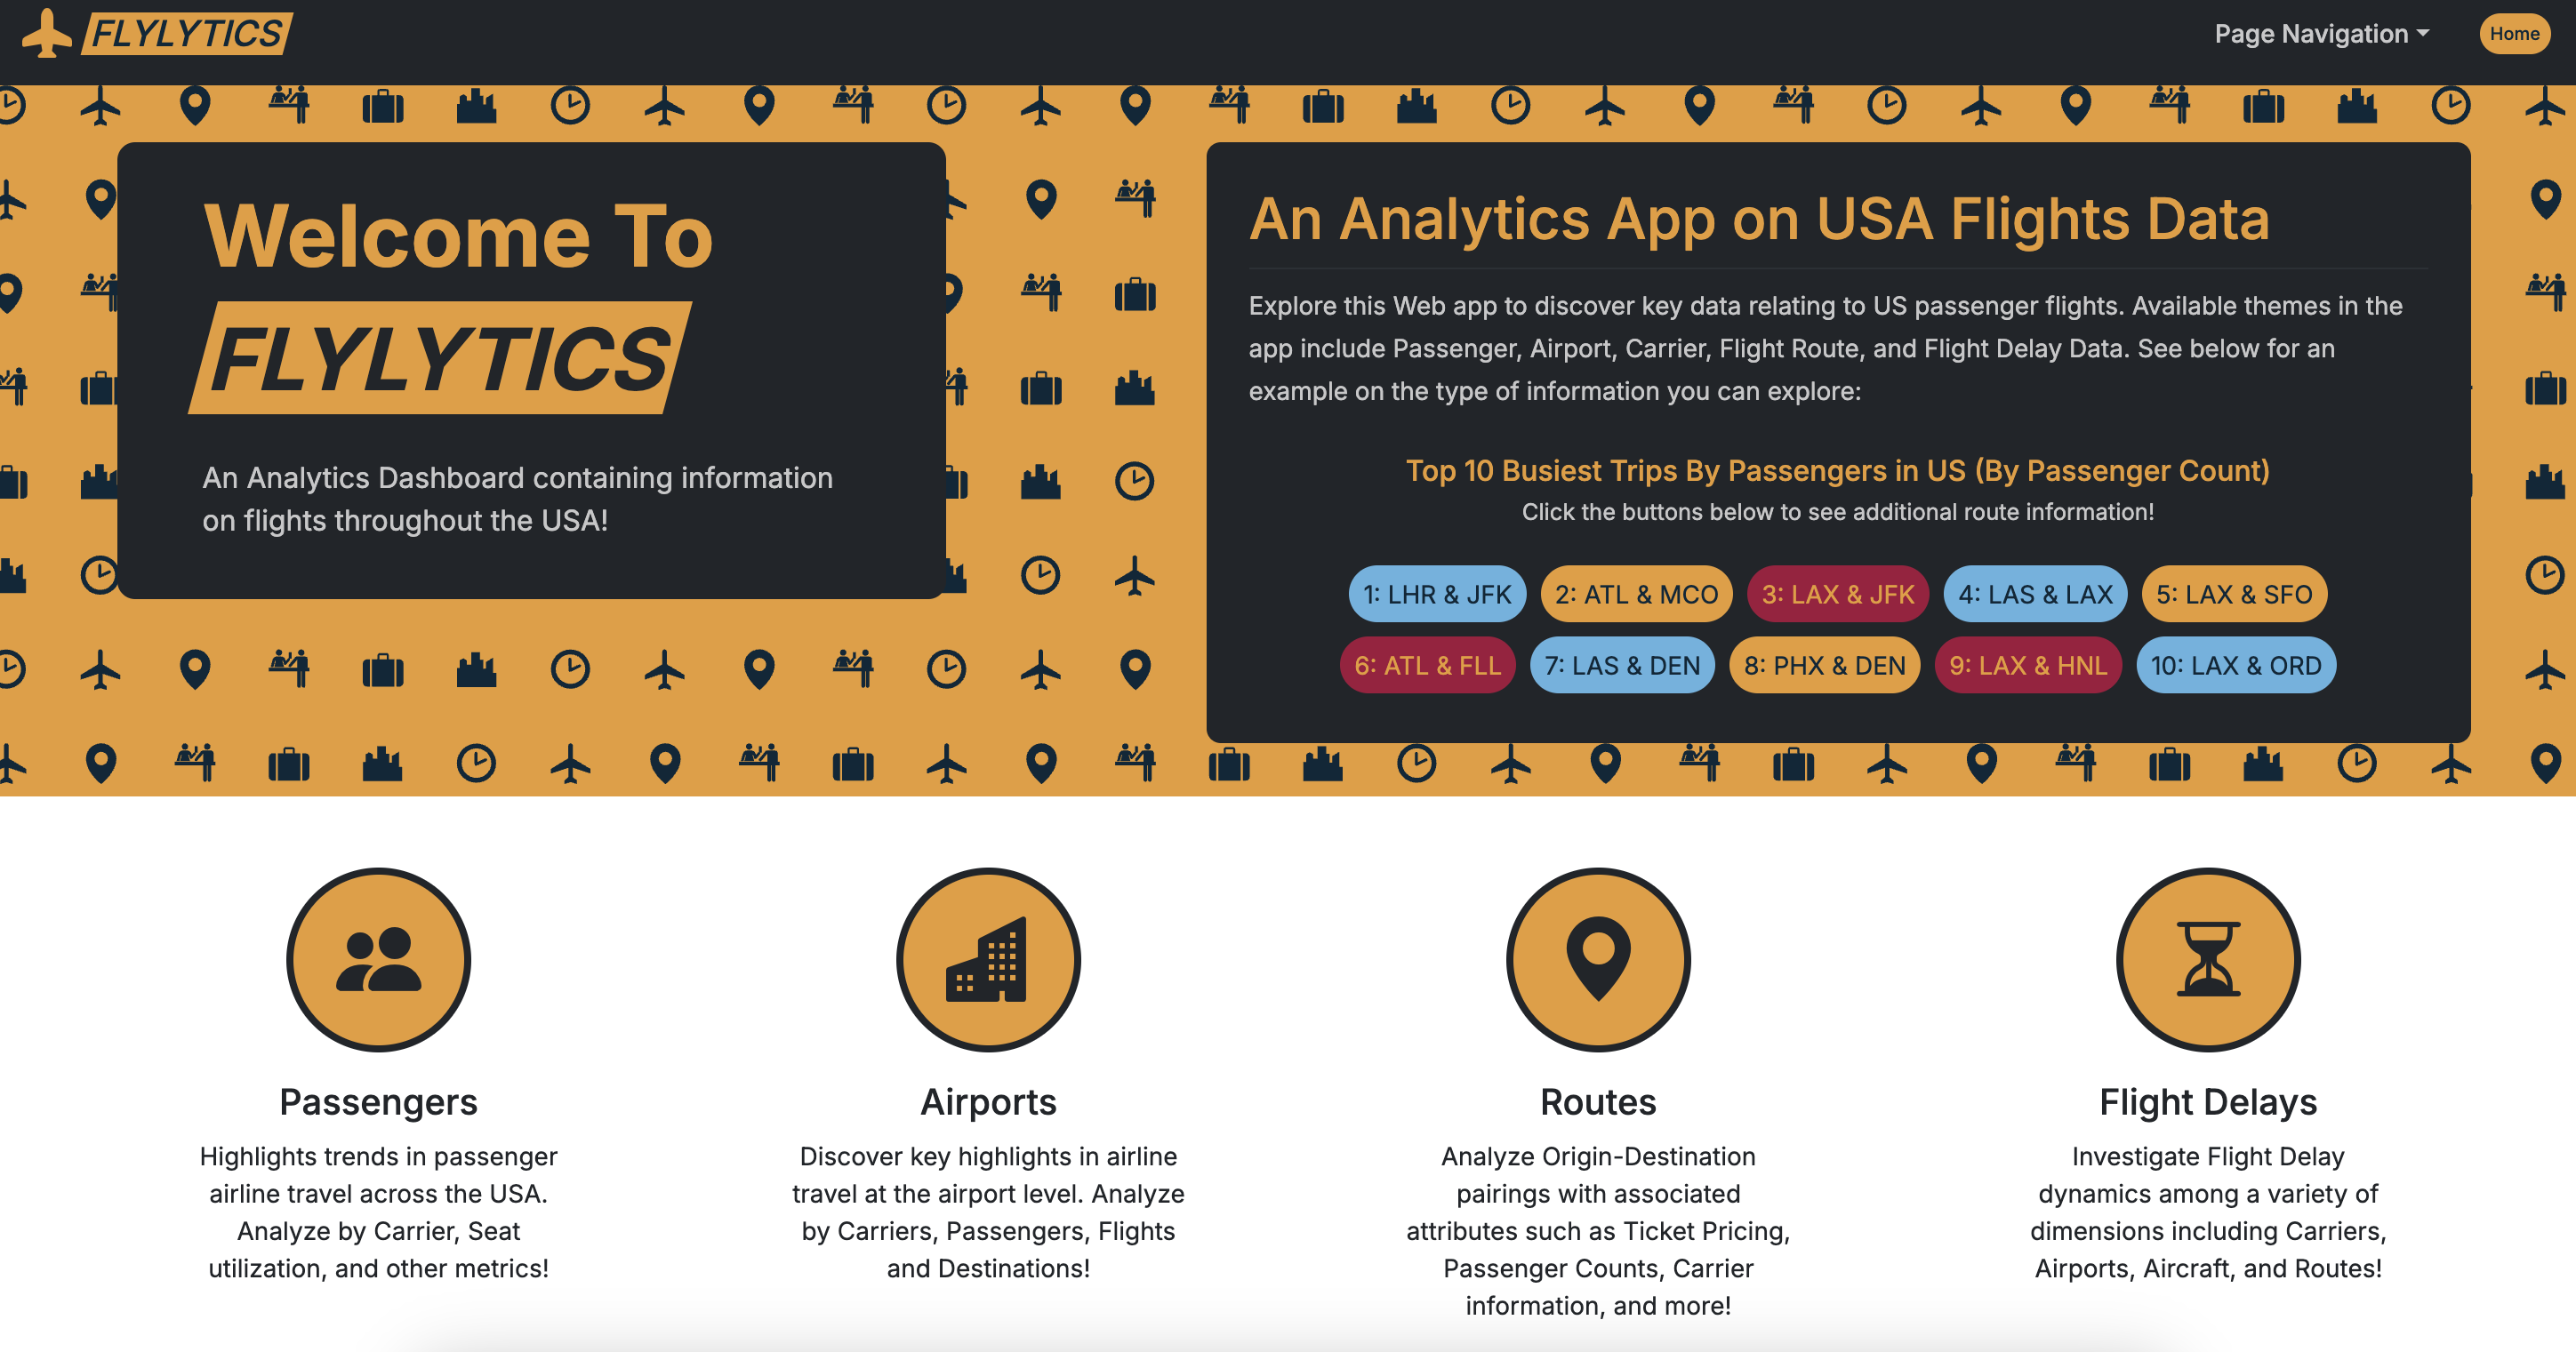 FLYLYTICS
Page Navigation
Home
Welcome To
FLYLYTICS
An Analytics Dashboard containing information
on flights throughout the USA!
An Analytics App on USA Flights Data
Explore this Web app to discover key data relating to US passenger flights. Available themes in the
app include Passenger, Airport, Carrier, Flight Route, and Flight Delay Data. See below for an
example on the type of information you can explore:
Top 10 Busiest Trips By Passengers in US (By Passenger Count)
Click the buttons below to see additional route information!
1: LHR & JFK 2: ATL & MCO 3: LAX & JFK 4: LAS & LAX 5: LAX & SFO
6: ATL & FLL 7: LAS & DEN 8: PHX & DEN 9: LAX & HNL 10: LAX & ORD
Passengers
Highlights trends in passenger
airline travel across the USA.
Analyze by Carrier, Seat
utilization, and other metrics!
Airports
Discover key highlights in airline
travel at the airport level. Analyze
by Carriers, Passengers, Flights
and Destinations!
Routes
Analyze Origin-Destination
pairings with associated
attributes such as Ticket Pricing,
Passenger Counts, Carrier
information, and more!
Flight Delays
Investigate Flight Delay
dynamics among a variety of
dimensions including Carriers,
Airports, Aircraft, and Routes!